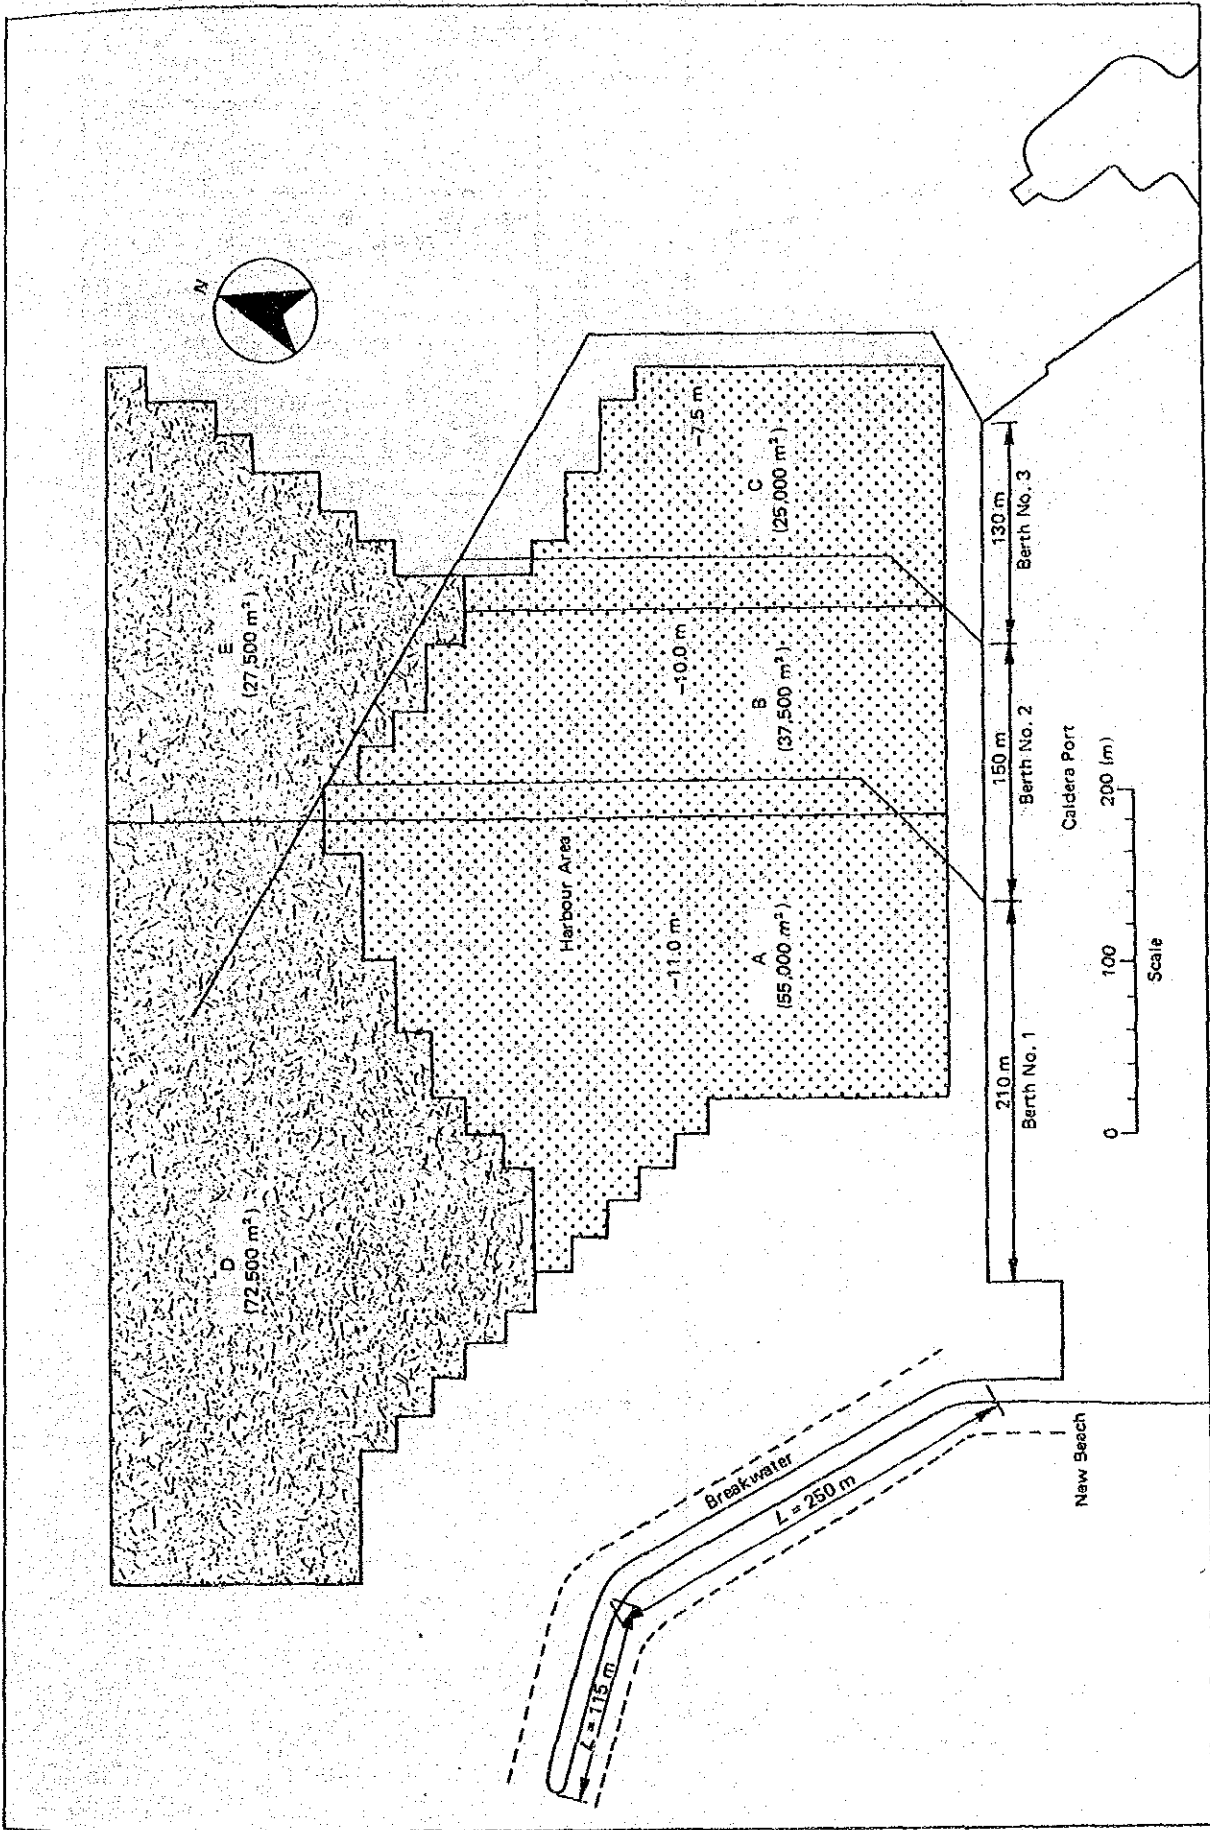 N
E
(27,500 m²)
D
(72,500 m²)
-7.5 m
C
(25,000 m²)
-10.0 m
B
(37,500 m²)
Harbour Area
-11.0 m
A
(55,000 m²)
130 m
Berth No. 3
150 m
Berth No. 2
210 m
Berth No. 1
Caldera Port
0 100 200 (m)
Scale
Breakwater
L = 250 m
L = 115 m
New Beach